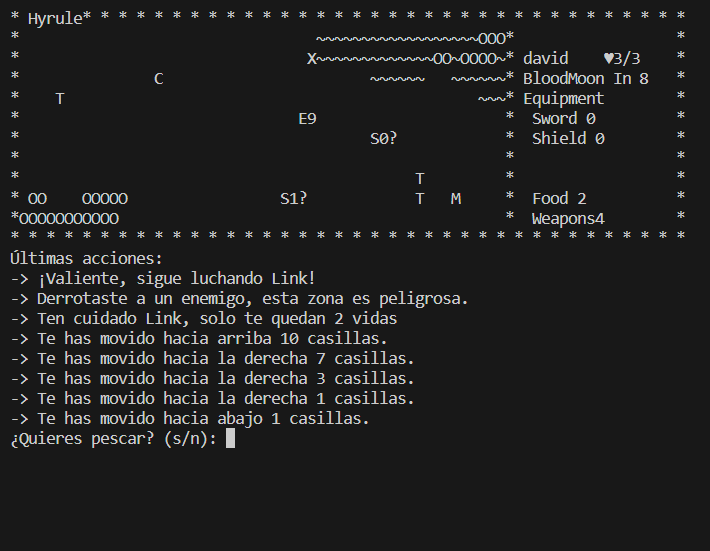 * Hyrule* * * * * * * * * * * * * * * * * * * * * * * * * * * * * * * * * *
*                                 ~~~~~~~~~~~~~~~~~~OOO*                  *
*                                X~~~~~~~~~~~~~OO~OOOO~* david    ♥3/3    *
*               C                       ~~~~~~   ~~~~~~* BloodMoon In 8   *
*    T                                              ~~~* Equipment        *
*                               E9                     *  Sword 0         *
*                                       S0?            *  Shield 0        *
*                                                      *                  *
*                                            T         *                  *
* OO    OOOOO                 S1?            T   M     *  Food 2          *
*OOOOOOOOOOO                                           *  Weapons4        *
* * * * * * * * * * * * * * * * * * * * * * * * * * * * * * * * * * * * * *
Últimas acciones:
-> ¡Valiente, sigue luchando Link!
-> Derrotaste a un enemigo, esta zona es peligrosa.
-> Ten cuidado Link, solo te quedan 2 vidas
-> Te has movido hacia arriba 10 casillas.
-> Te has movido hacia la derecha 7 casillas.
-> Te has movido hacia la derecha 3 casillas.
-> Te has movido hacia la derecha 1 casillas.
-> Te has movido hacia abajo 1 casillas.
¿Quieres pescar? (s/n):